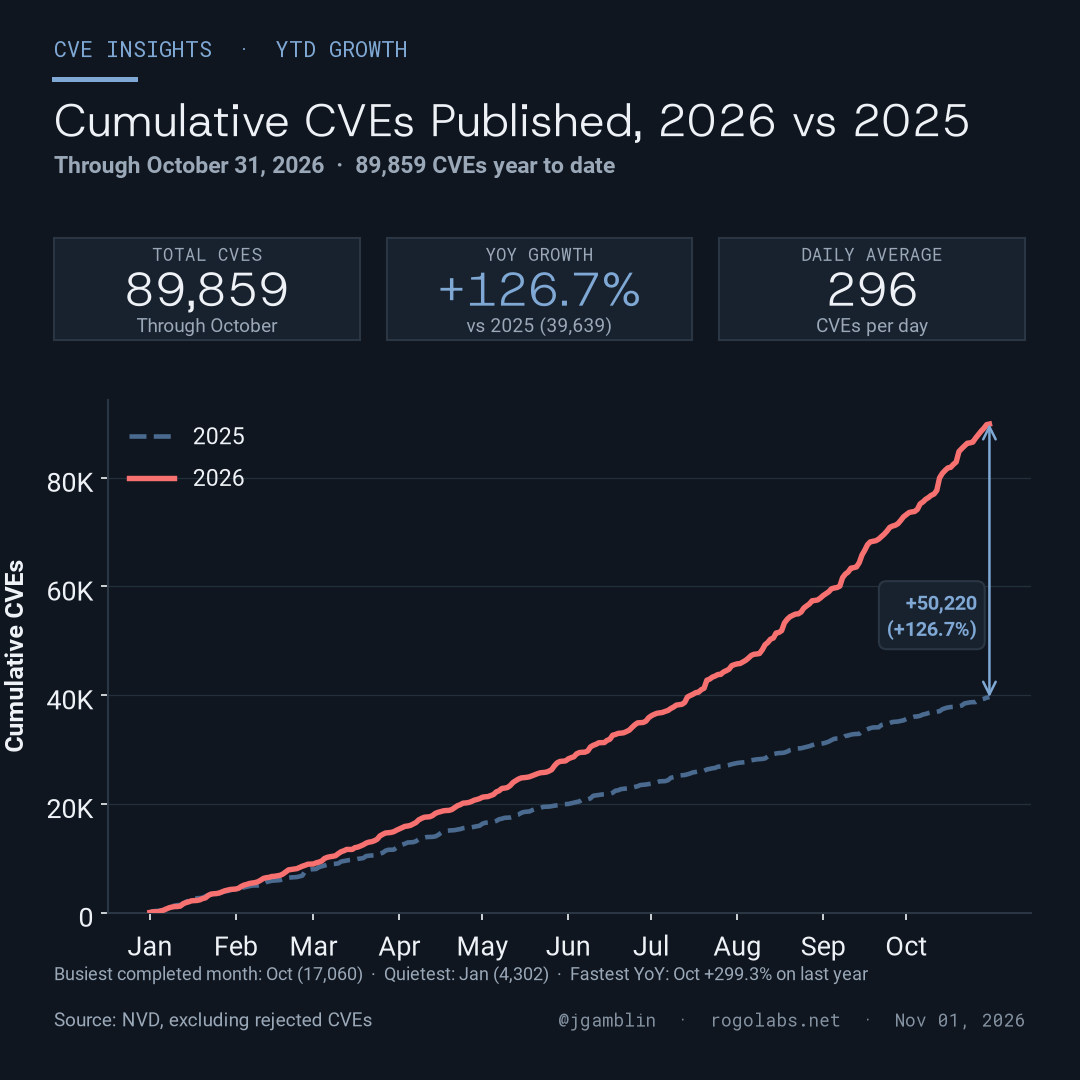 CVE INSIGHTS · YTD GROWTH
Cumulative CVEs Published, 2026 vs 2025
Through October 31, 2026 · 89,859 CVEs year to date
TOTAL CVES
89,859
Through October
YOY GROWTH
+126.7%
vs 2025 (39,639)
DAILY AVERAGE
296
CVEs per day
2025
2026
Cumulative CVEs
80K
60K
40K
20K
0
+50,220
(+126.7%)
Jan Feb Mar Apr May Jun Jul Aug Sep Oct
Busiest completed month: Oct (17,060) · Quietest: Jan (4,302) · Fastest YoY: Oct +299.3% on last year
Source: NVD, excluding rejected CVEs
@jgamblin · rogolabs.net · Nov 01, 2026